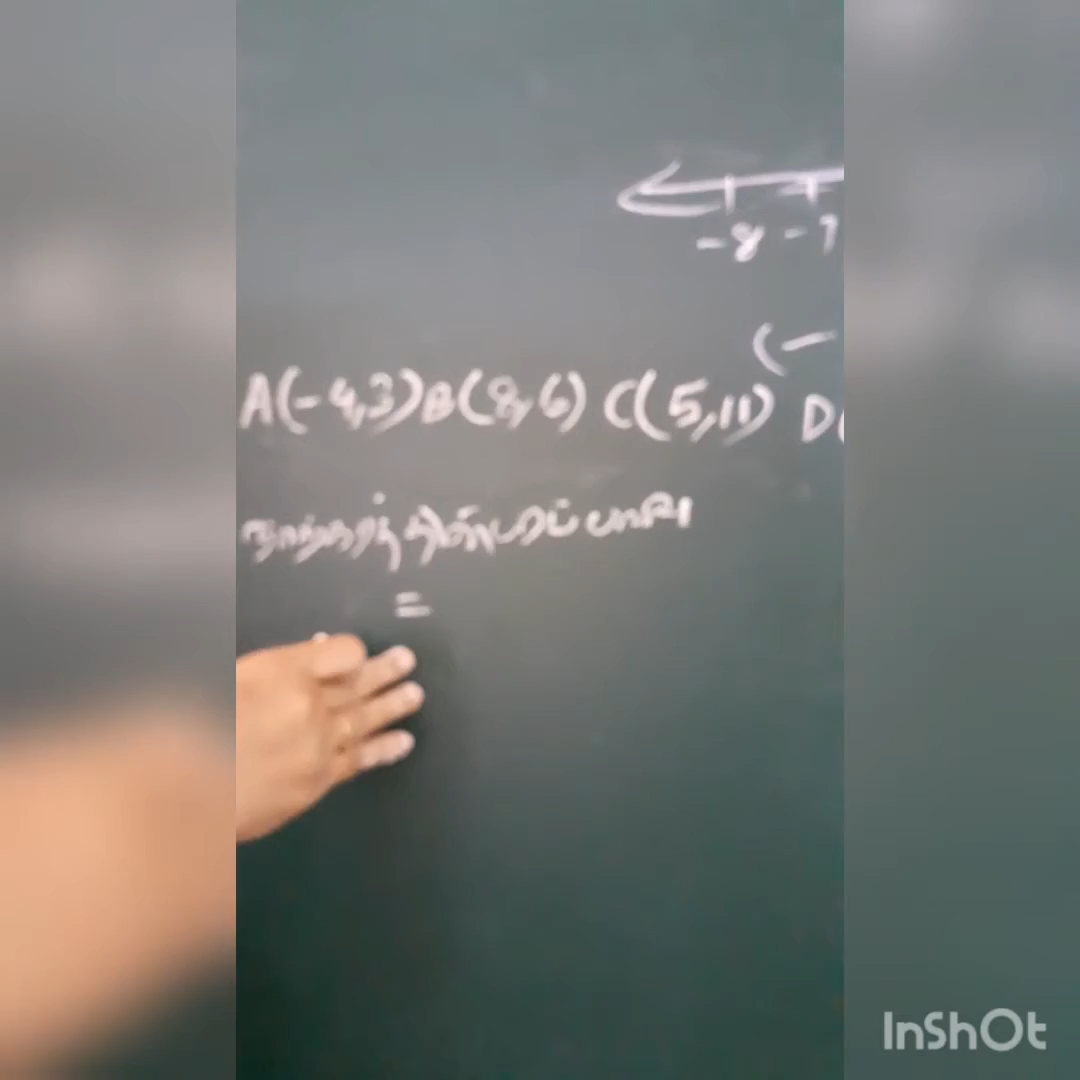 -8 -7
(-
A(-4,3) B(8,6) C(5,11) D(
நாற்கரத்தின் பரப்பளவு
=
InShOt